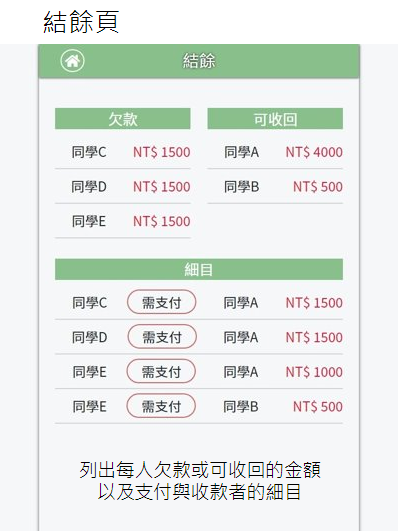 結餘頁
結餘
欠款 可收回
同學C NT$ 1500 同學A NT$ 4000
同學D NT$ 1500 同學B NT$ 500
同學E NT$ 1500
細目
同學C 需支付 同學A NT$ 1500
同學D 需支付 同學A NT$ 1500
同學E 需支付 同學A NT$ 1000
同學E 需支付 同學B NT$ 500
列出每人欠款或可收回的金額
以及支付與收款者的細目